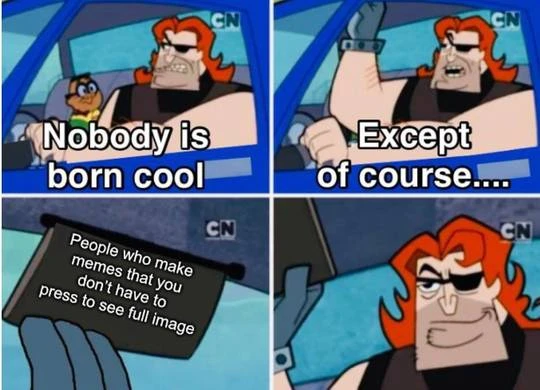 CN
Nobody is
born cool
CN
Except
of course....
CN
People who make
memes that you
don't have to
press to see full image
CN